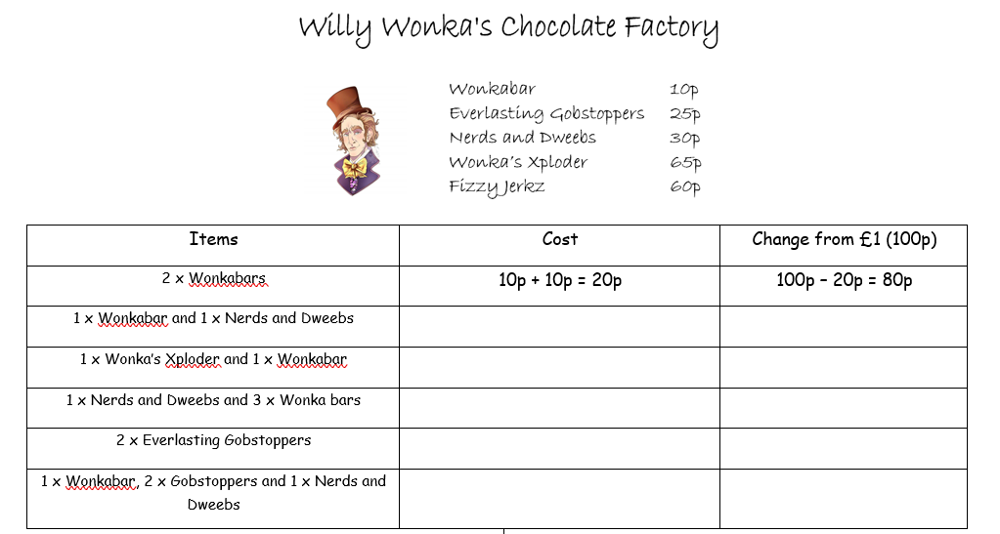 Willy Wonka's Chocolate Factory
Wonkabar 10p
Everlasting Gobstoppers 25p
Nerds and Dweebs 30p
Wonka's Xploder 65p
Fizzy Jerkz 60p
Items Cost Change from £1 (100p)
2 x Wonkabars 10p + 10p = 20p 100p – 20p = 80p
1 x Wonkabar and 1 x Nerds and Dweebs
1 x Wonka's Xploder and 1 x Wonkabar
1 x Nerds and Dweebs and 3 x Wonka bars
2 x Everlasting Gobstoppers
1 x Wonkabar, 2 x Gobstoppers and 1 x Nerds and
Dweebs